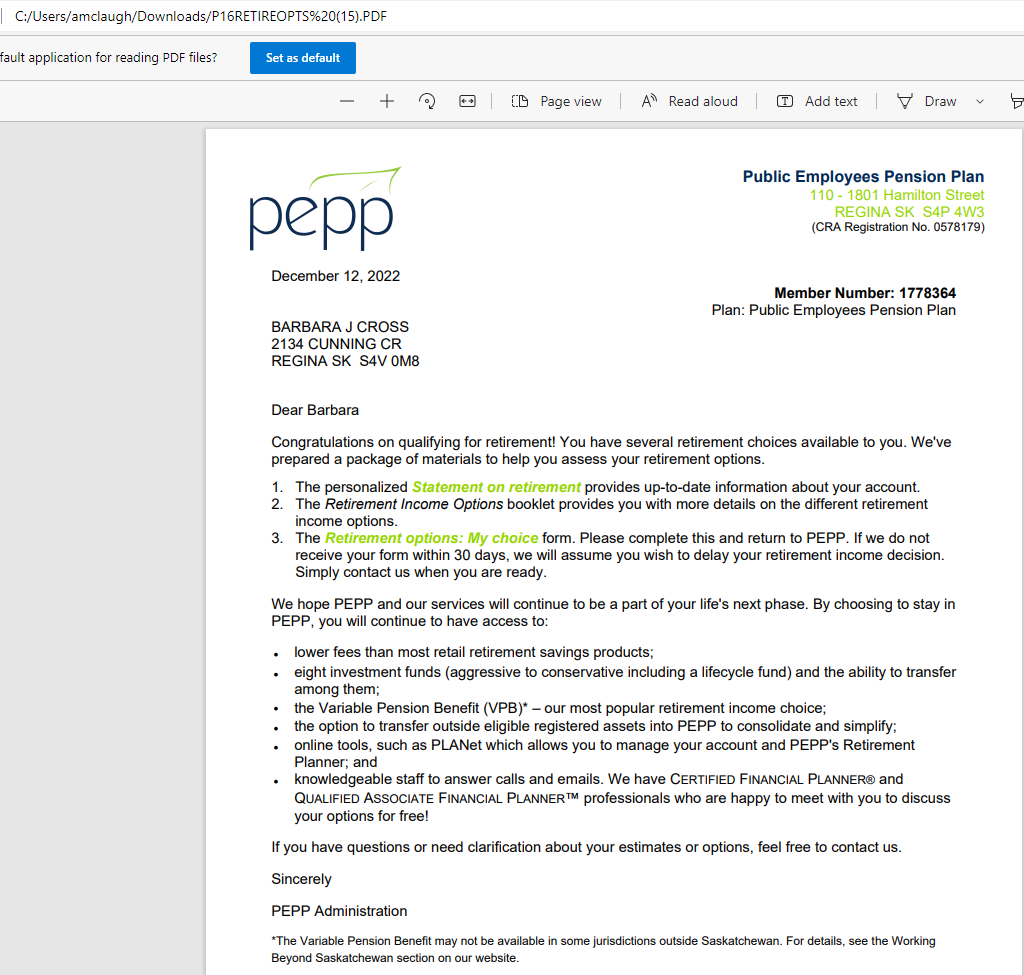 C:/Users/amclaugh/Downloads/P16RETIREOPTS%20(15).PDF
fault application for reading PDF files?
Set as default
Page view
Read aloud
Add text
Draw
pepp
Public Employees Pension Plan
110 - 1801 Hamilton Street
REGINA SK S4P 4W3
(CRA Registration No. 0578179)
December 12, 2022
Member Number: 1778364
Plan: Public Employees Pension Plan
BARBARA J CROSS
2134 CUNNING CR
REGINA SK S4V 0M8
Dear Barbara
Congratulations on qualifying for retirement! You have several retirement choices available to you. We've
prepared a package of materials to help you assess your retirement options.
1. The personalized Statement on retirement provides up-to-date information about your account.
2. The Retirement Income Options booklet provides you with more details on the different retirement
income options.
3. The Retirement options: My choice form. Please complete this and return to PEPP. If we do not
receive your form within 30 days, we will assume you wish to delay your retirement income decision.
Simply contact us when you are ready.
We hope PEPP and our services will continue to be a part of your life's next phase. By choosing to stay in
PEPP, you will continue to have access to:
• lower fees than most retail retirement savings products;
• eight investment funds (aggressive to conservative including a lifecycle fund) and the ability to transfer
among them;
• the Variable Pension Benefit (VPB)* – our most popular retirement income choice;
• the option to transfer outside eligible registered assets into PEPP to consolidate and simplify;
• online tools, such as PLANet which allows you to manage your account and PEPP's Retirement
Planner; and
• knowledgeable staff to answer calls and emails. We have CERTIFIED FINANCIAL PLANNER® and
QUALIFIED ASSOCIATE FINANCIAL PLANNER™ professionals who are happy to meet with you to discuss
your options for free!
If you have questions or need clarification about your estimates or options, feel free to contact us.
Sincerely
PEPP Administration
*The Variable Pension Benefit may not be available in some jurisdictions outside Saskatchewan. For details, see the Working
Beyond Saskatchewan section on our website.